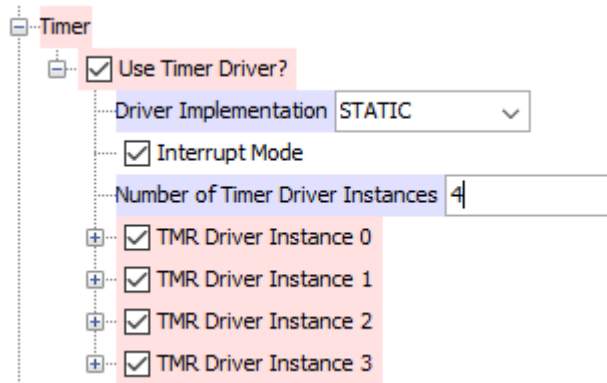 Timer
Use Timer Driver?
Driver Implementation STATIC
Interrupt Mode
Number of Timer Driver Instances 4
TMR Driver Instance 0
TMR Driver Instance 1
TMR Driver Instance 2
TMR Driver Instance 3